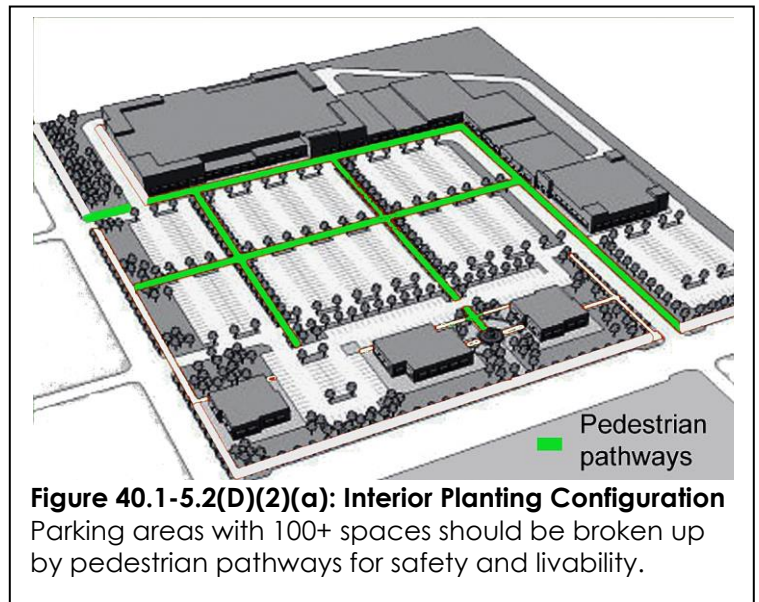 Pedestrian
pathways
Figure 40.1-5.2(D)(2)(a): Interior Planting Configuration
Parking areas with 100+ spaces should be broken up
by pedestrian pathways for safety and livability.